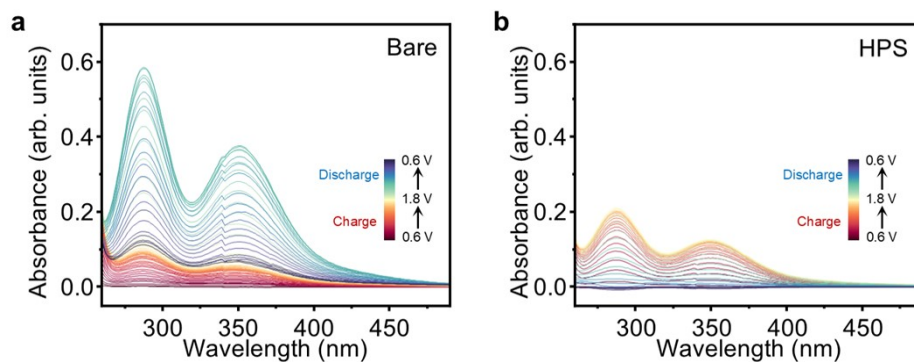 a
Bare
Absorbance (arb. units)
0.6
0.4
0.2
0.0
Discharge
Charge
0.6 V
1.8 V
0.6 V
300
350
400
450
Wavelength (nm)
b
HPS
Absorbance (arb. units)
0.6
0.4
0.2
0.0
Discharge
Charge
0.6 V
1.8 V
0.6 V
300
350
400
450
Wavelength (nm)